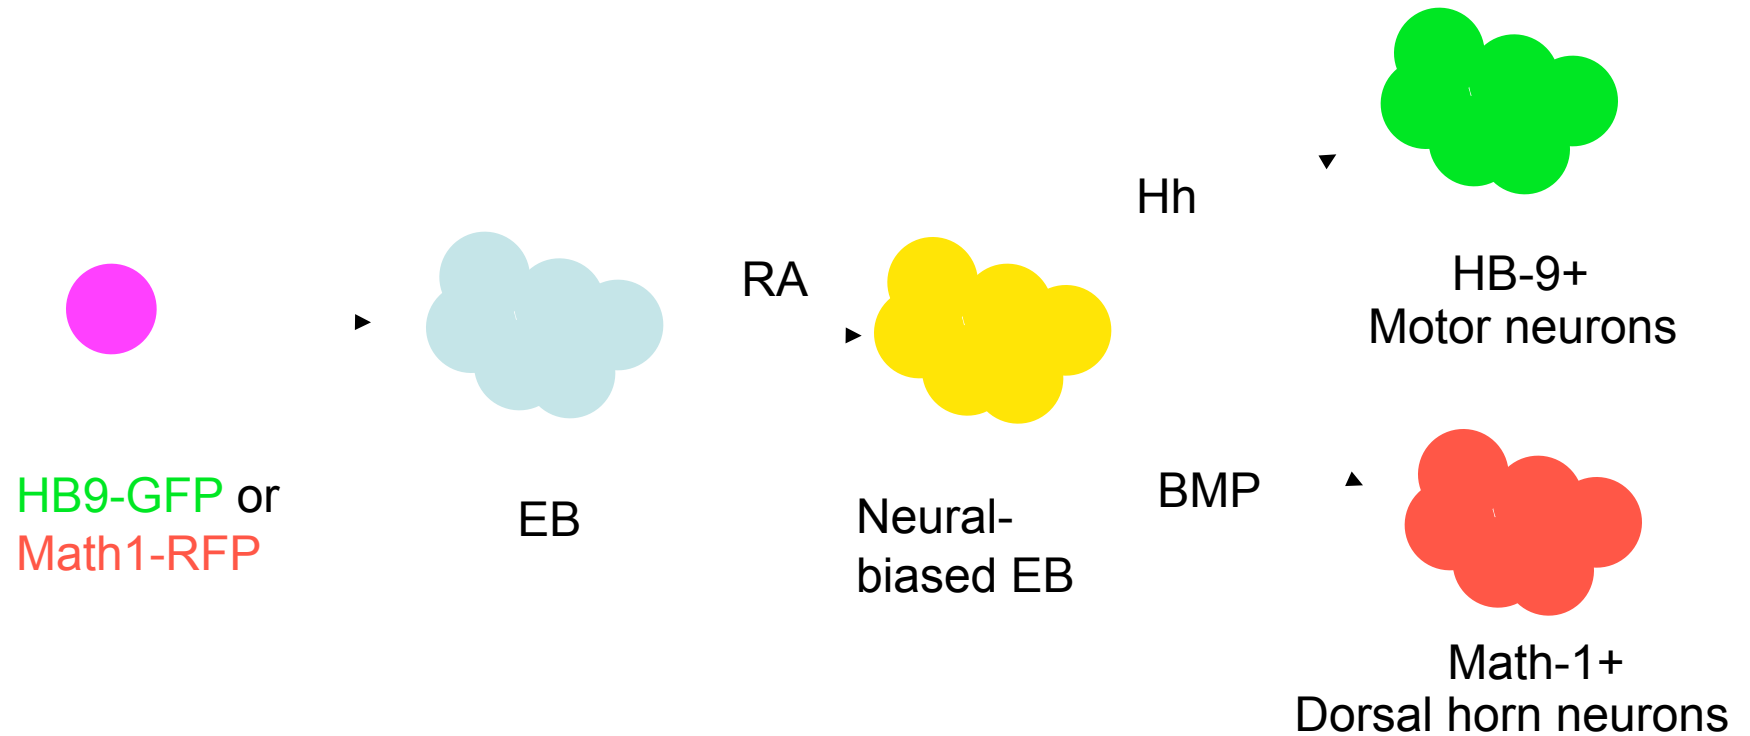 HB9-GFP or
Math1-RFP
EB
RA
Neural-
biased EB
Hh
BMP
HB-9+
Motor neurons
Math-1+
Dorsal horn neurons